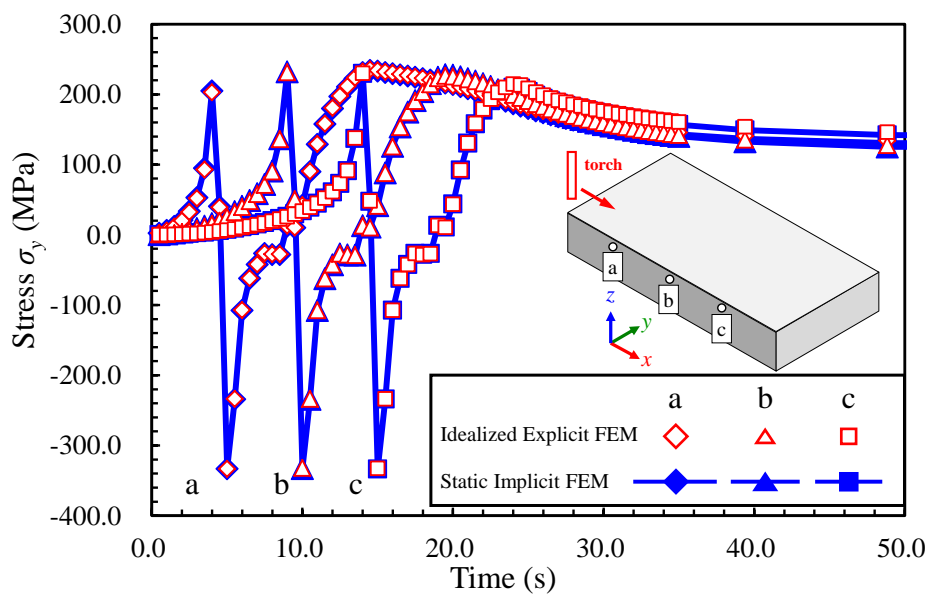 300.0
200.0
100.0
0.0
-100.0
-200.0
-300.0
-400.0
Stress σy (MPa)
torch
a
b
c
z
y
x
a b c
Idealized Explicit FEM
Static Implicit FEM
a b c
0.0 10.0 20.0 30.0 40.0 50.0
Time (s)